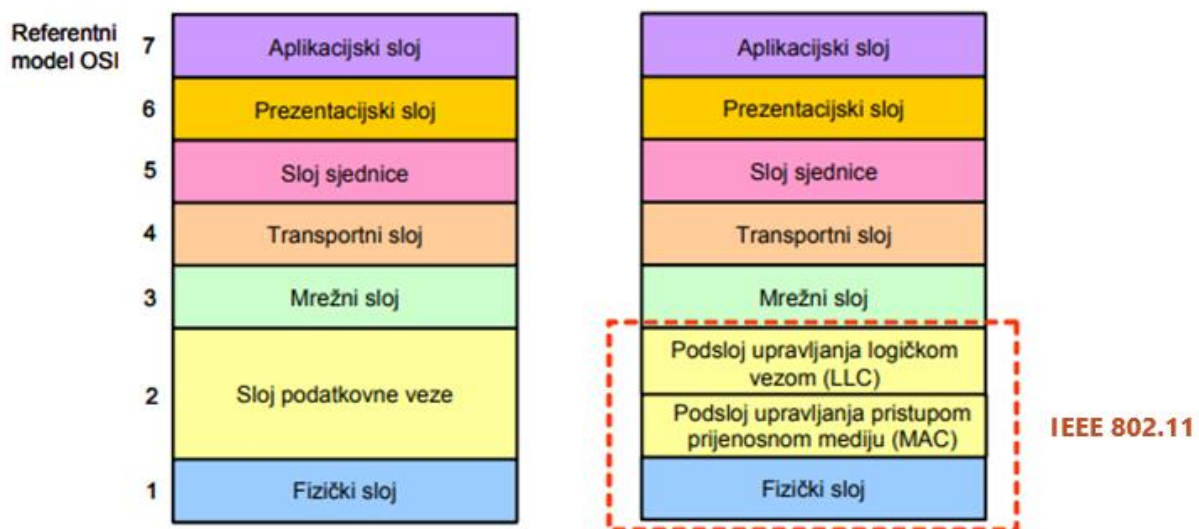 Referentni
model OSI
7
Aplikacijski sloj
Aplikacijski sloj
6
Prezentacijski sloj
Prezentacijski sloj
5
Sloj sjednice
Sloj sjednice
4
Transportni sloj
Transportni sloj
3
Mrežni sloj
Mrežni sloj
2
Sloj podatkovne veze
Podsloj upravljanja logičkom
vezom (LLC)
Podsloj upravljanja pristupom
prijenosnom mediju (MAC)
IEEE 802.11
1
Fizički sloj
Fizički sloj